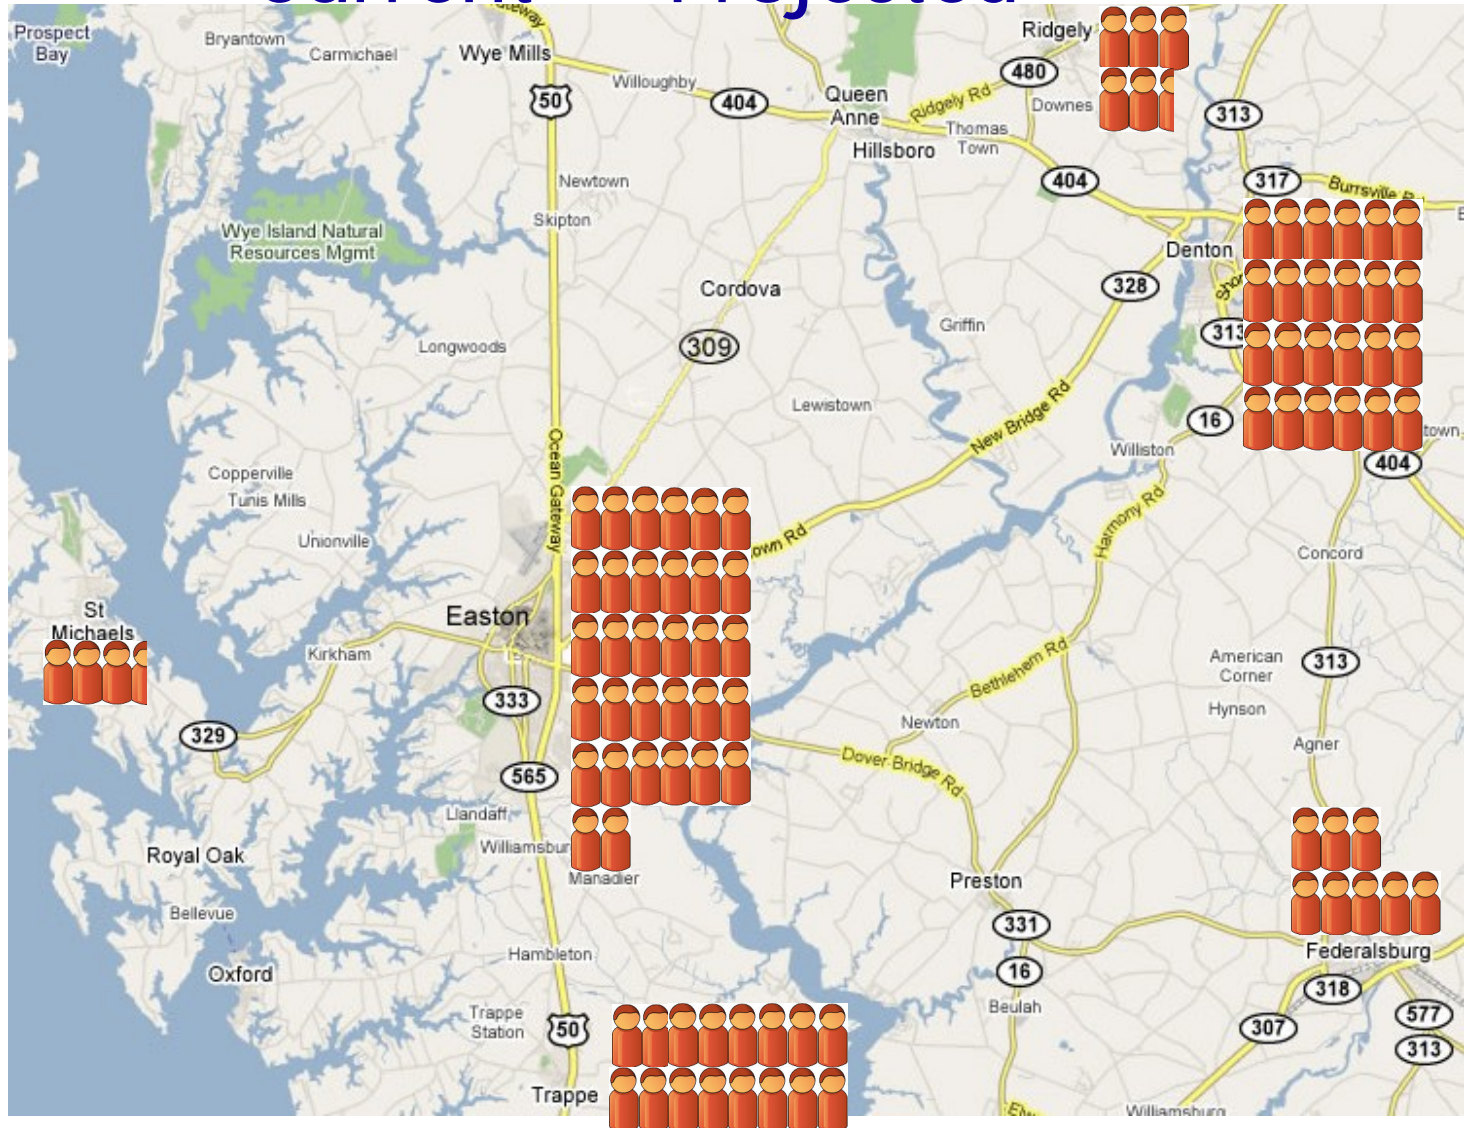 Current Projected
Prospect
Bay
Bryantown
Carmichael
Wye Mills
Willoughby
50
404
Queen
Anne
Hillsboro
Ridgely Rd
Ridgely
480
Downes
Thomas
Town
313
404
317
Denton
328
313
16
404
Newtown
Skipton
Wye Island Natural
Resources Mgmt
Cordova
309
Griffin
Longwoods
Lewistown
New Bridge Rd
Williston
Ocean Gateway
Copperville
Tunis Mills
Unionville
Harmony Rd
Concord
St
Michaels
Easton
Kirkham
333
329
565
Bethlehem Rd
Newton
Dover Bridge Rd
American
Corner
313
Hynson
Agner
Llandaff
Royal Oak
Manadier
Bellevue
Preston
331
Federalsburg
Hambleton
Oxford
16
318
Beulah
307
577
313
Trappe
Station
50
Trappe
Williamsburg